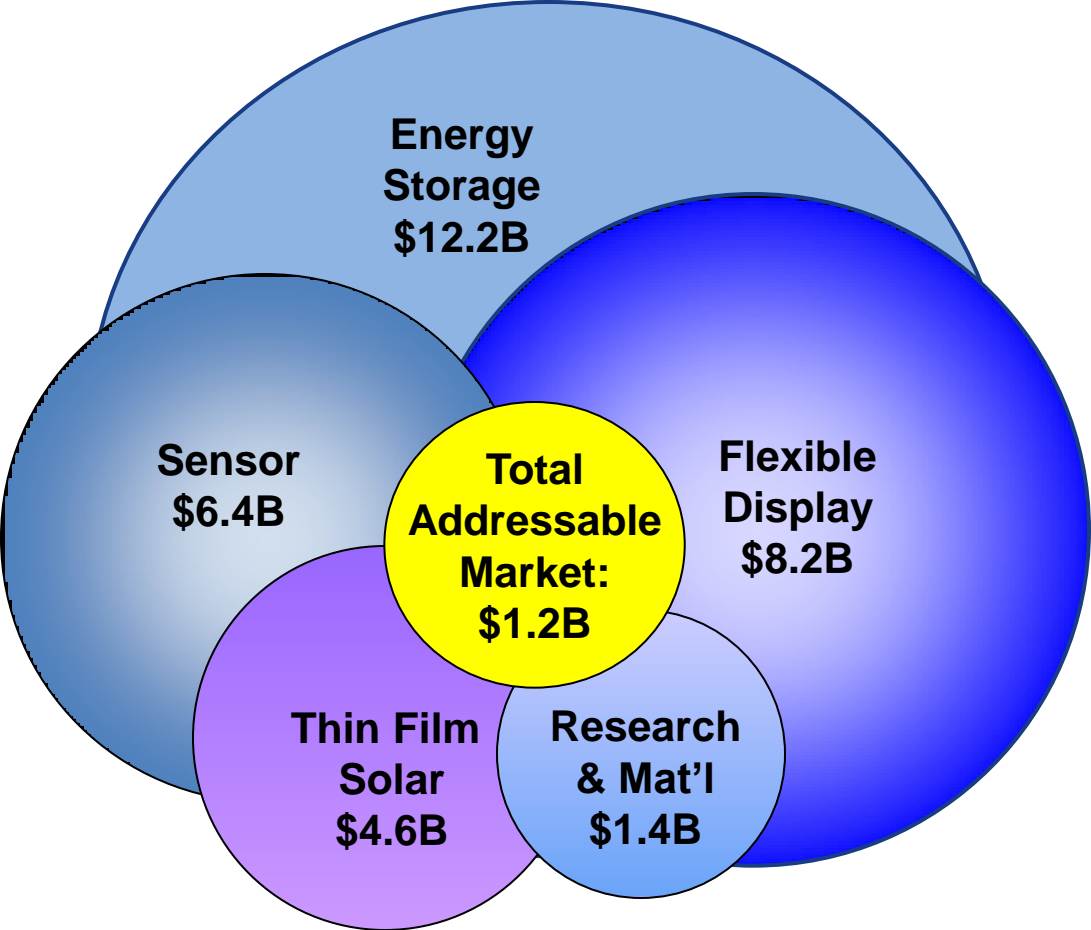 Energy
Storage
$12.2B
Sensor
$6.4B
Total
Addressable
Market:
$1.2B
Flexible
Display
$8.2B
Thin Film
Solar
$4.6B
Research
& Mat’l
$1.4B